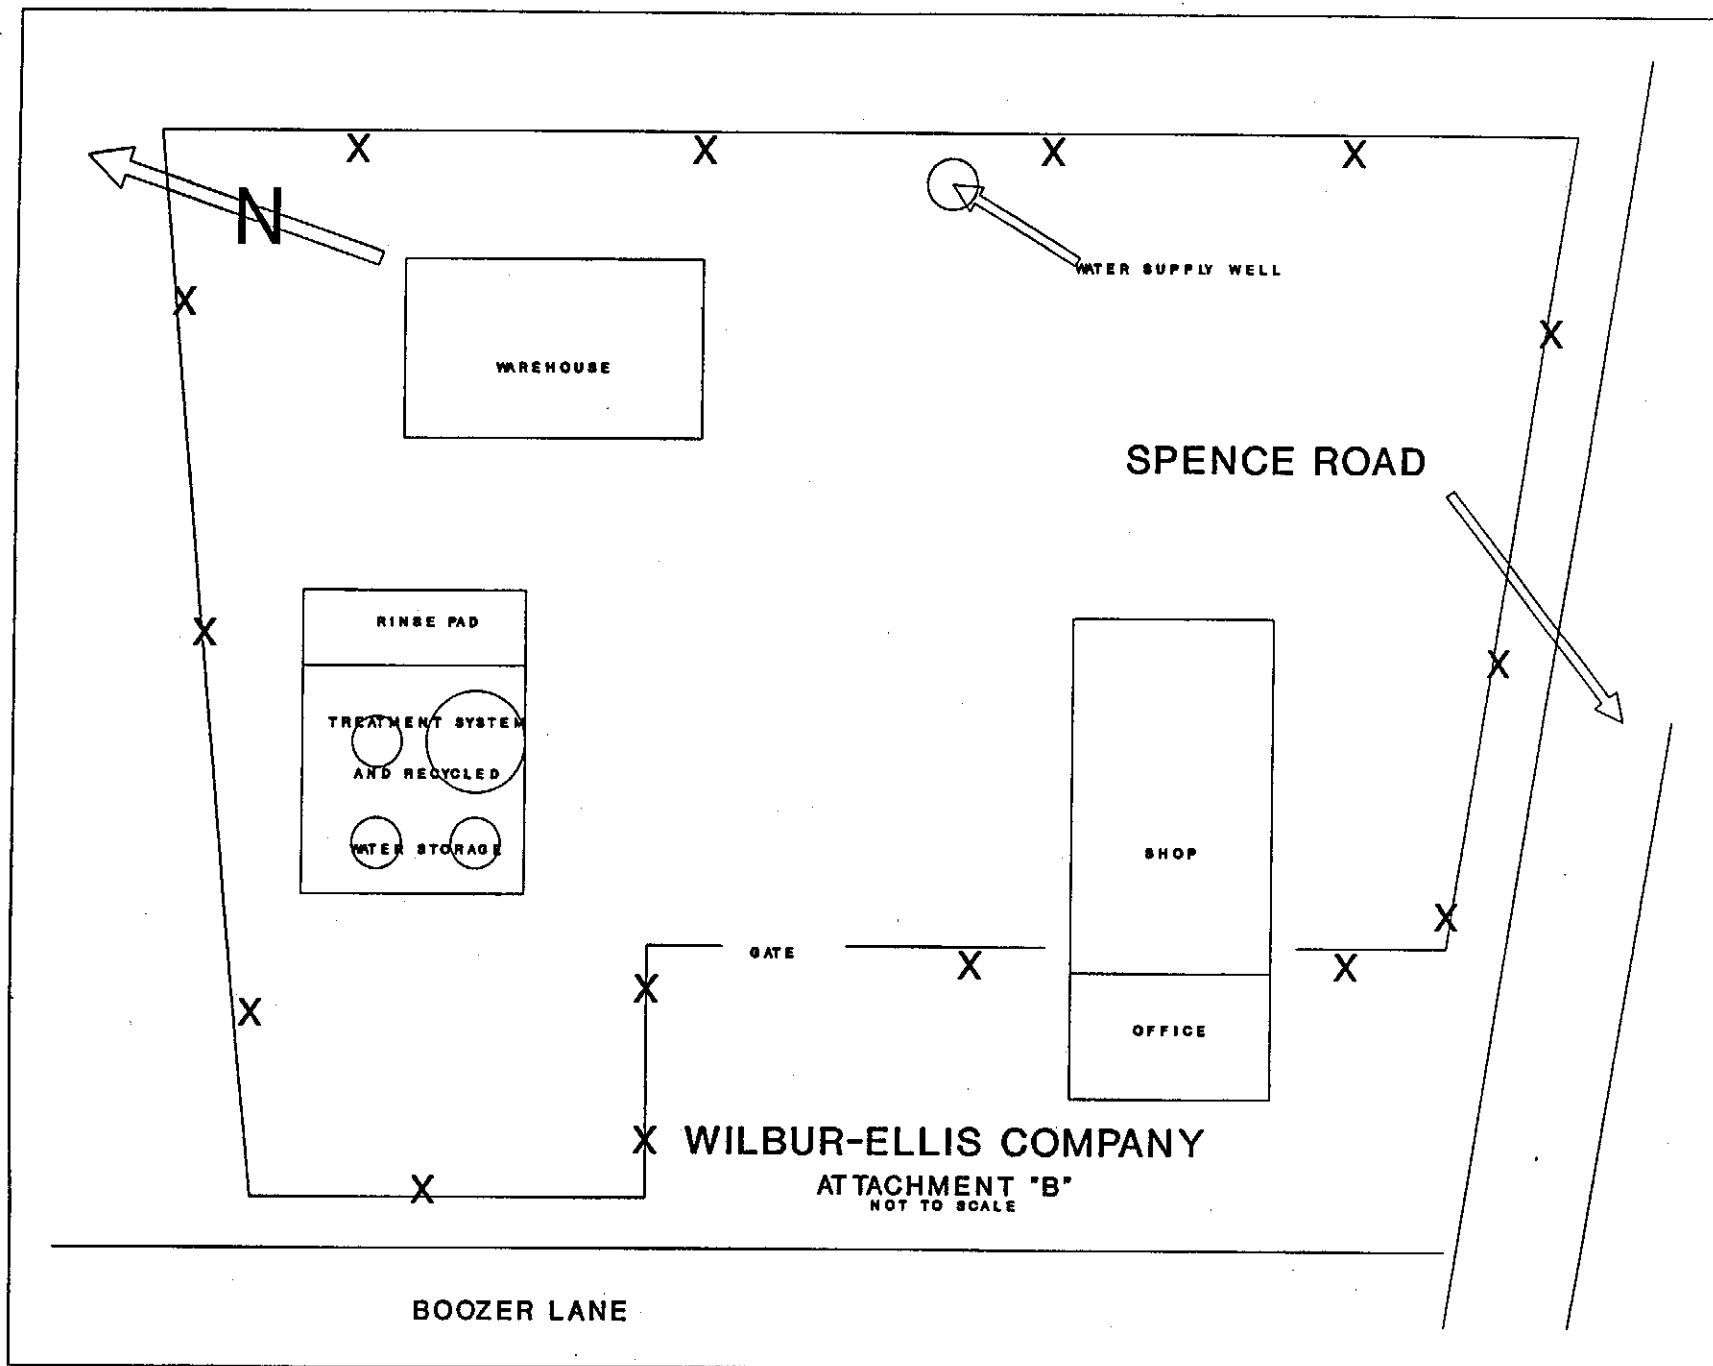 X X X X
N
WATER SUPPLY WELL
X
X
WAREHOUSE
SPENCE ROAD
RINSE PAD
X
X
TREATMENT SYSTEM
AND RECYCLED
WATER STORAGE
SHOP
X
GATE
X
X
X
X
OFFICE
X
WILBUR-ELLIS COMPANY
ATTACHMENT "B"
X
NOT TO SCALE
BOOZER LANE